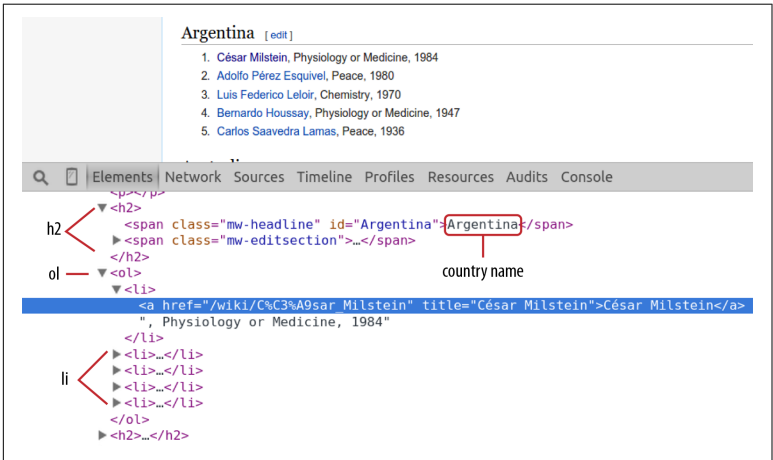 Argentina [ edit ]
1. César Milstein, Physiology or Medicine, 1984
2. Adolfo Pérez Esquivel, Peace, 1980
3. Luis Federico Leloir, Chemistry, 1970
4. Bernardo Houssay, Physiology or Medicine, 1947
5. Carlos Saavedra Lamas, Peace, 1936
Elements Network Sources Timeline Profiles Resources Audits Console
<p></p>
▼<h2>
h2
<span class="mw-headline" id="Argentina">Argentina</span>
▶<span class="mw-editsection">…</span>
</h2>
country name
ol
▼<ol>
▼<li>
<a href="/wiki/C%C3%A9sar_Milstein" title="César Milstein">César Milstein</a>
", Physiology or Medicine, 1984"
</li>
▶<li>…</li>
▶<li>…</li>
li
▶<li>…</li>
▶<li>…</li>
</ol>
▶<h2>…</h2>